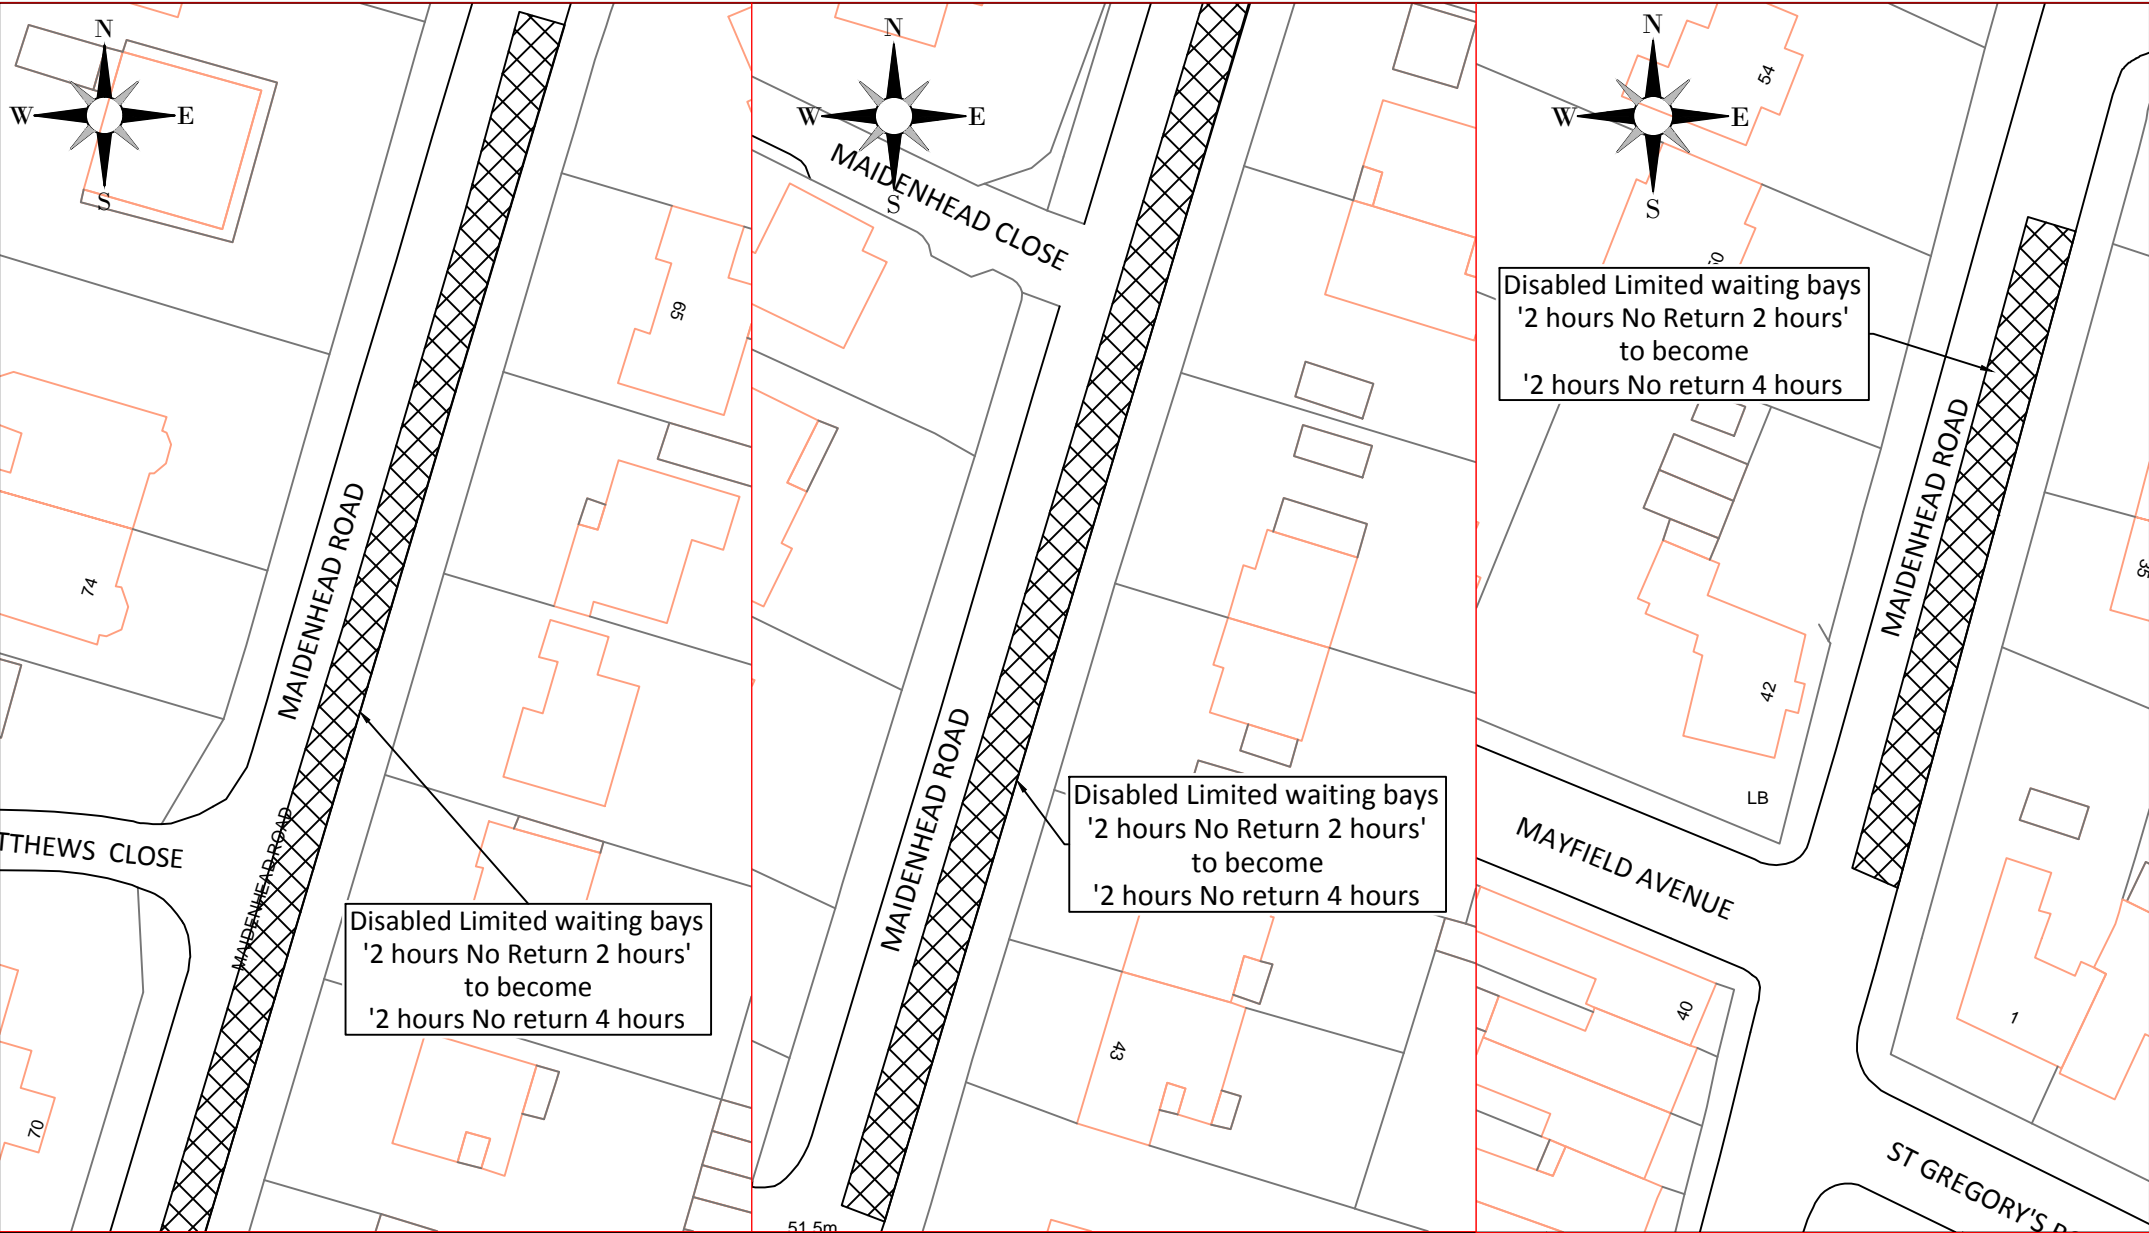 N
W E
S
65
74
MAIDENHEAD ROAD
MAIDENHEAD ROAD
TTHEWS CLOSE
Disabled Limited waiting bays
'2 hours No Return 2 hours'
to become
'2 hours No return 4 hours
70
N
W E
S
MAIDENHEAD CLOSE
MAIDENHEAD ROAD
Disabled Limited waiting bays
'2 hours No Return 2 hours'
to become
'2 hours No return 4 hours
43
51.5m
N
W E
S
54
Disabled Limited waiting bays
'2 hours No Return 2 hours'
to become
'2 hours No return 4 hours
MAIDENHEAD ROAD
35
42
LB
MAYFIELD AVENUE
40
1
ST GREGORY'S